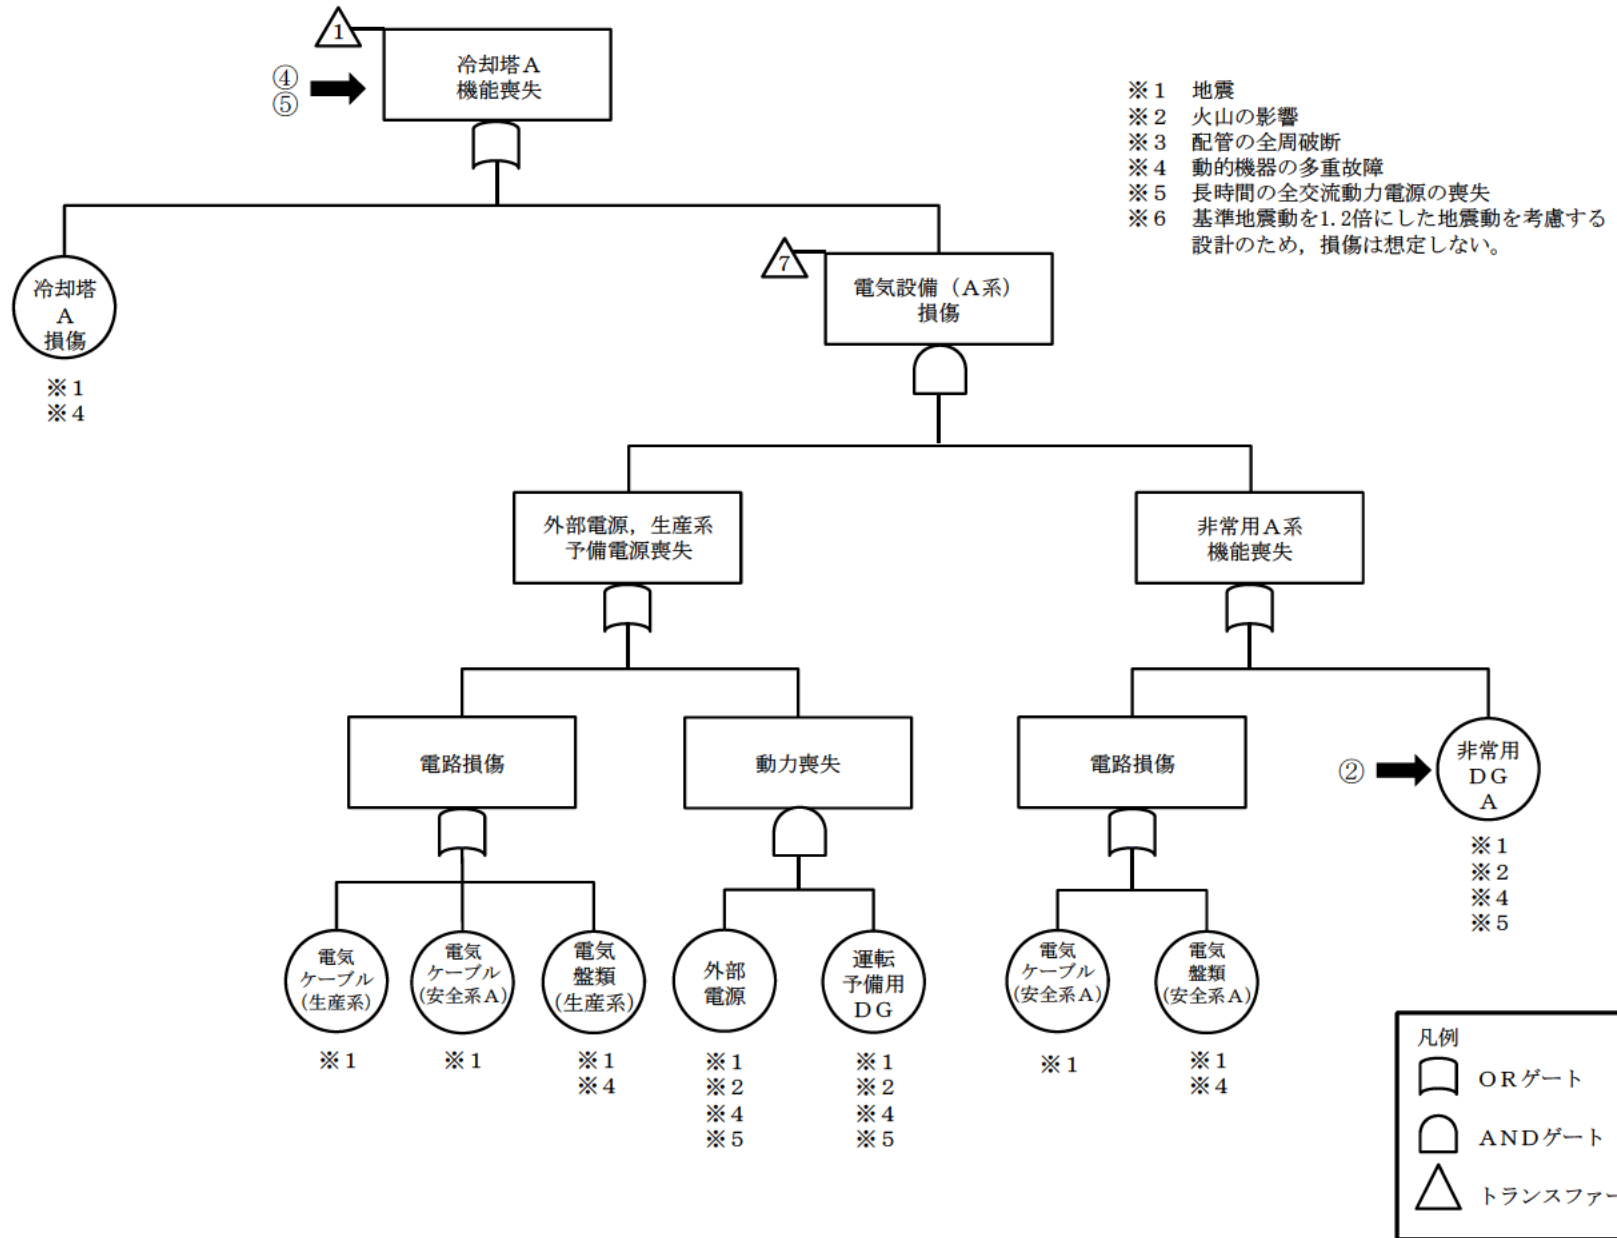 1
冷却塔A
機能喪失
④
⑤
※1 地震
※2 火山の影響
※3 配管の全周破断
※4 動的機器の多重故障
※5 長時間の全交流動力電源の喪失
※6 基準地震動を1.2倍にした地震動を考慮する
設計のため,損傷は想定しない。
冷却塔
A
損傷
※1
※4
7
電気設備(A系)
損傷
外部電源,生産系
予備電源喪失
非常用A系
機能喪失
電路損傷
動力喪失
電路損傷
②
非常用
DG
A
※1
※2
※4
※5
電気
ケーブル
(生産系)
※1
電気
ケーブル
(安全系A)
※1
電気
盤類
(生産系)
※1
※4
外部
電源
※1
※2
※4
※5
運転
予備用
DG
※1
※2
※4
※5
電気
ケーブル
(安全系A)
※1
電気
盤類
(安全系A)
※1
※4
凡例
ORゲート
ANDゲート
トランスファー